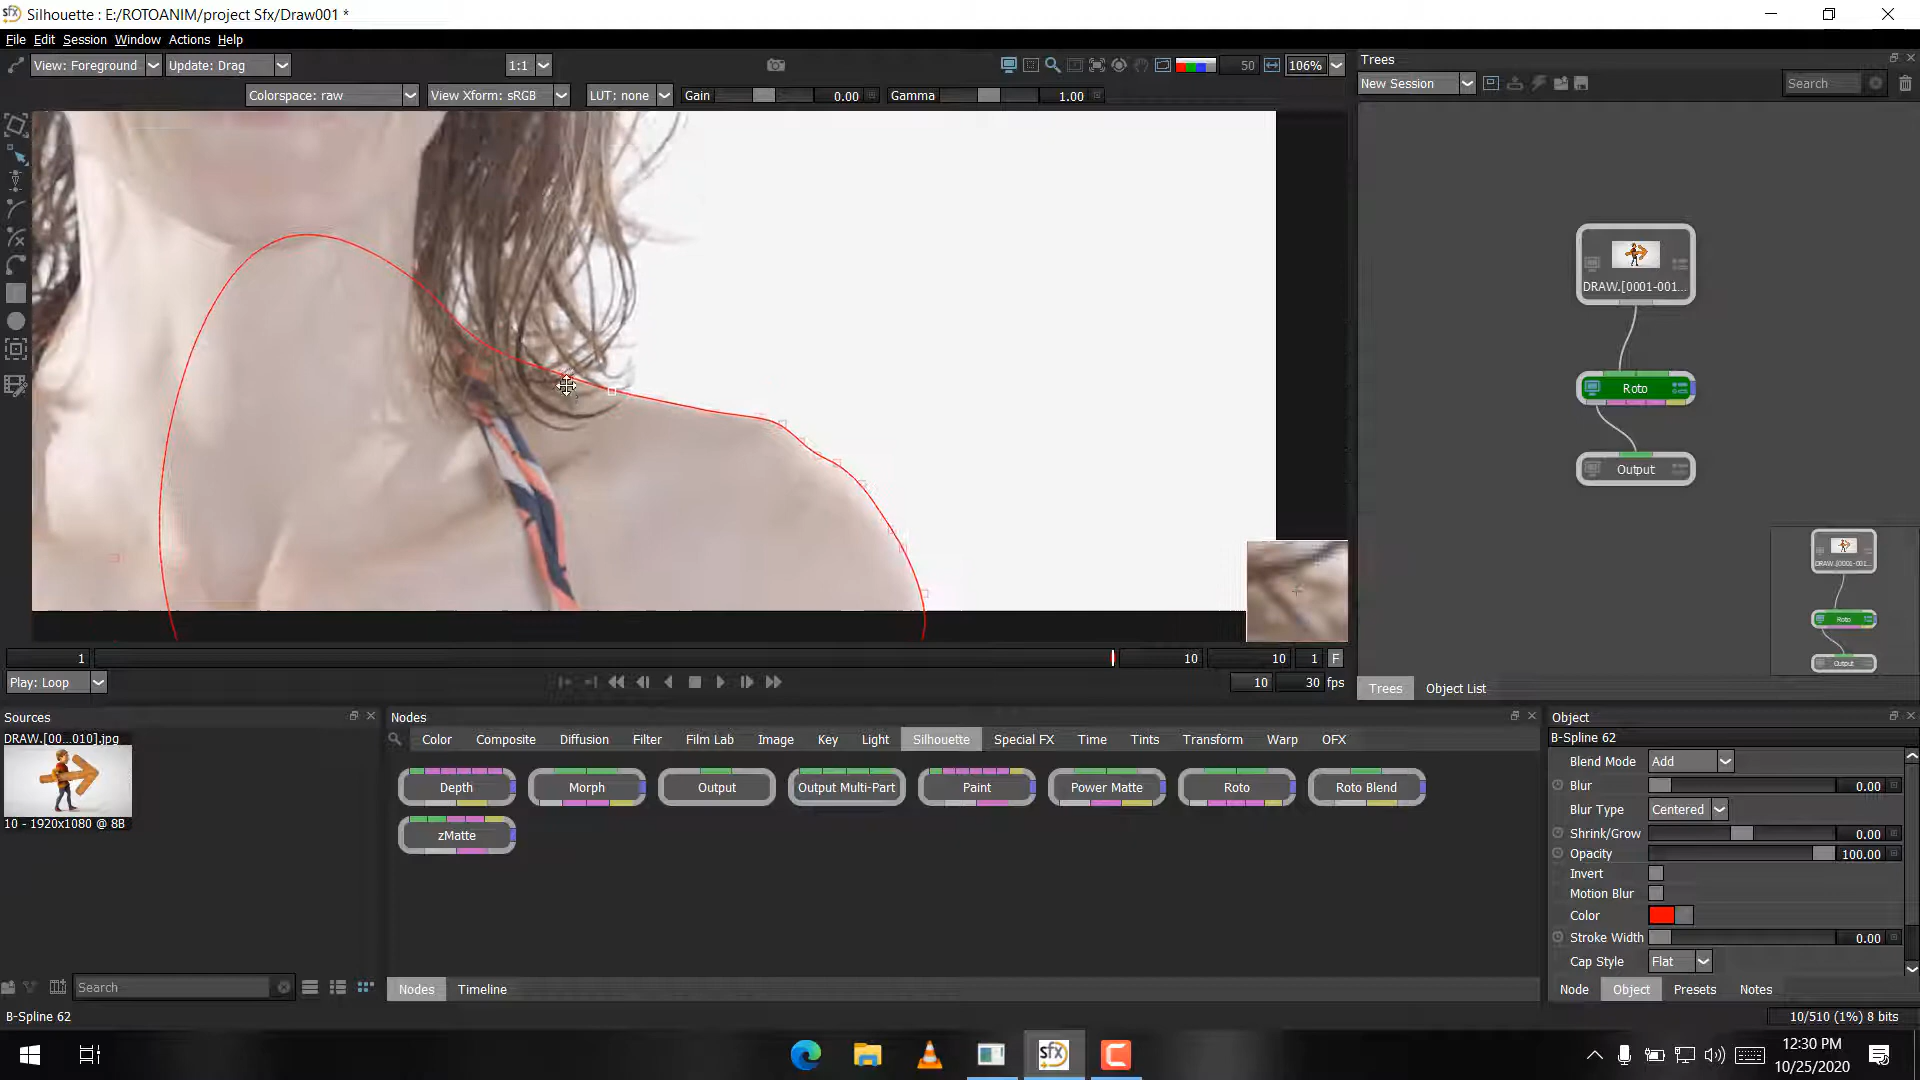 Silhouette : E:/ROTOANIM/project Sfx/Draw001 *
File Edit Session Window Actions Help
View: Foreground Update: Drag 1:1 50 106%
Colorspace: raw View Xform: sRGB LUT: none Gain 0.00 Gamma 1.00
Trees
New Session Search
DRAW.[0001-001...
Roto
Output
DRAW.[0001-001...
Roto
Output
1 10 10 1 F
Play: Loop 10 30 fps
Trees Object List
Sources
DRAW.[00...010].jpg
10 - 1920x1080 @ 8B
Search
Nodes
Color Composite Diffusion Filter Film Lab Image Key Light Silhouette Special FX Time Tints Transform Warp OFX
Depth Morph Output Output Multi-Part Paint Power Matte Roto Roto Blend
zMatte
Nodes Timeline
Object
B-Spline 62
Blend Mode Add
Blur 0.00
Blur Type Centered
Shrink/Grow 0.00
Opacity 100.00
Invert
Motion Blur
Color
Stroke Width 0.00
Cap Style Flat
Node Object Presets Notes
B-Spline 62
10/510 (1%) 8 bits
sfx
12:30 PM
10/25/2020